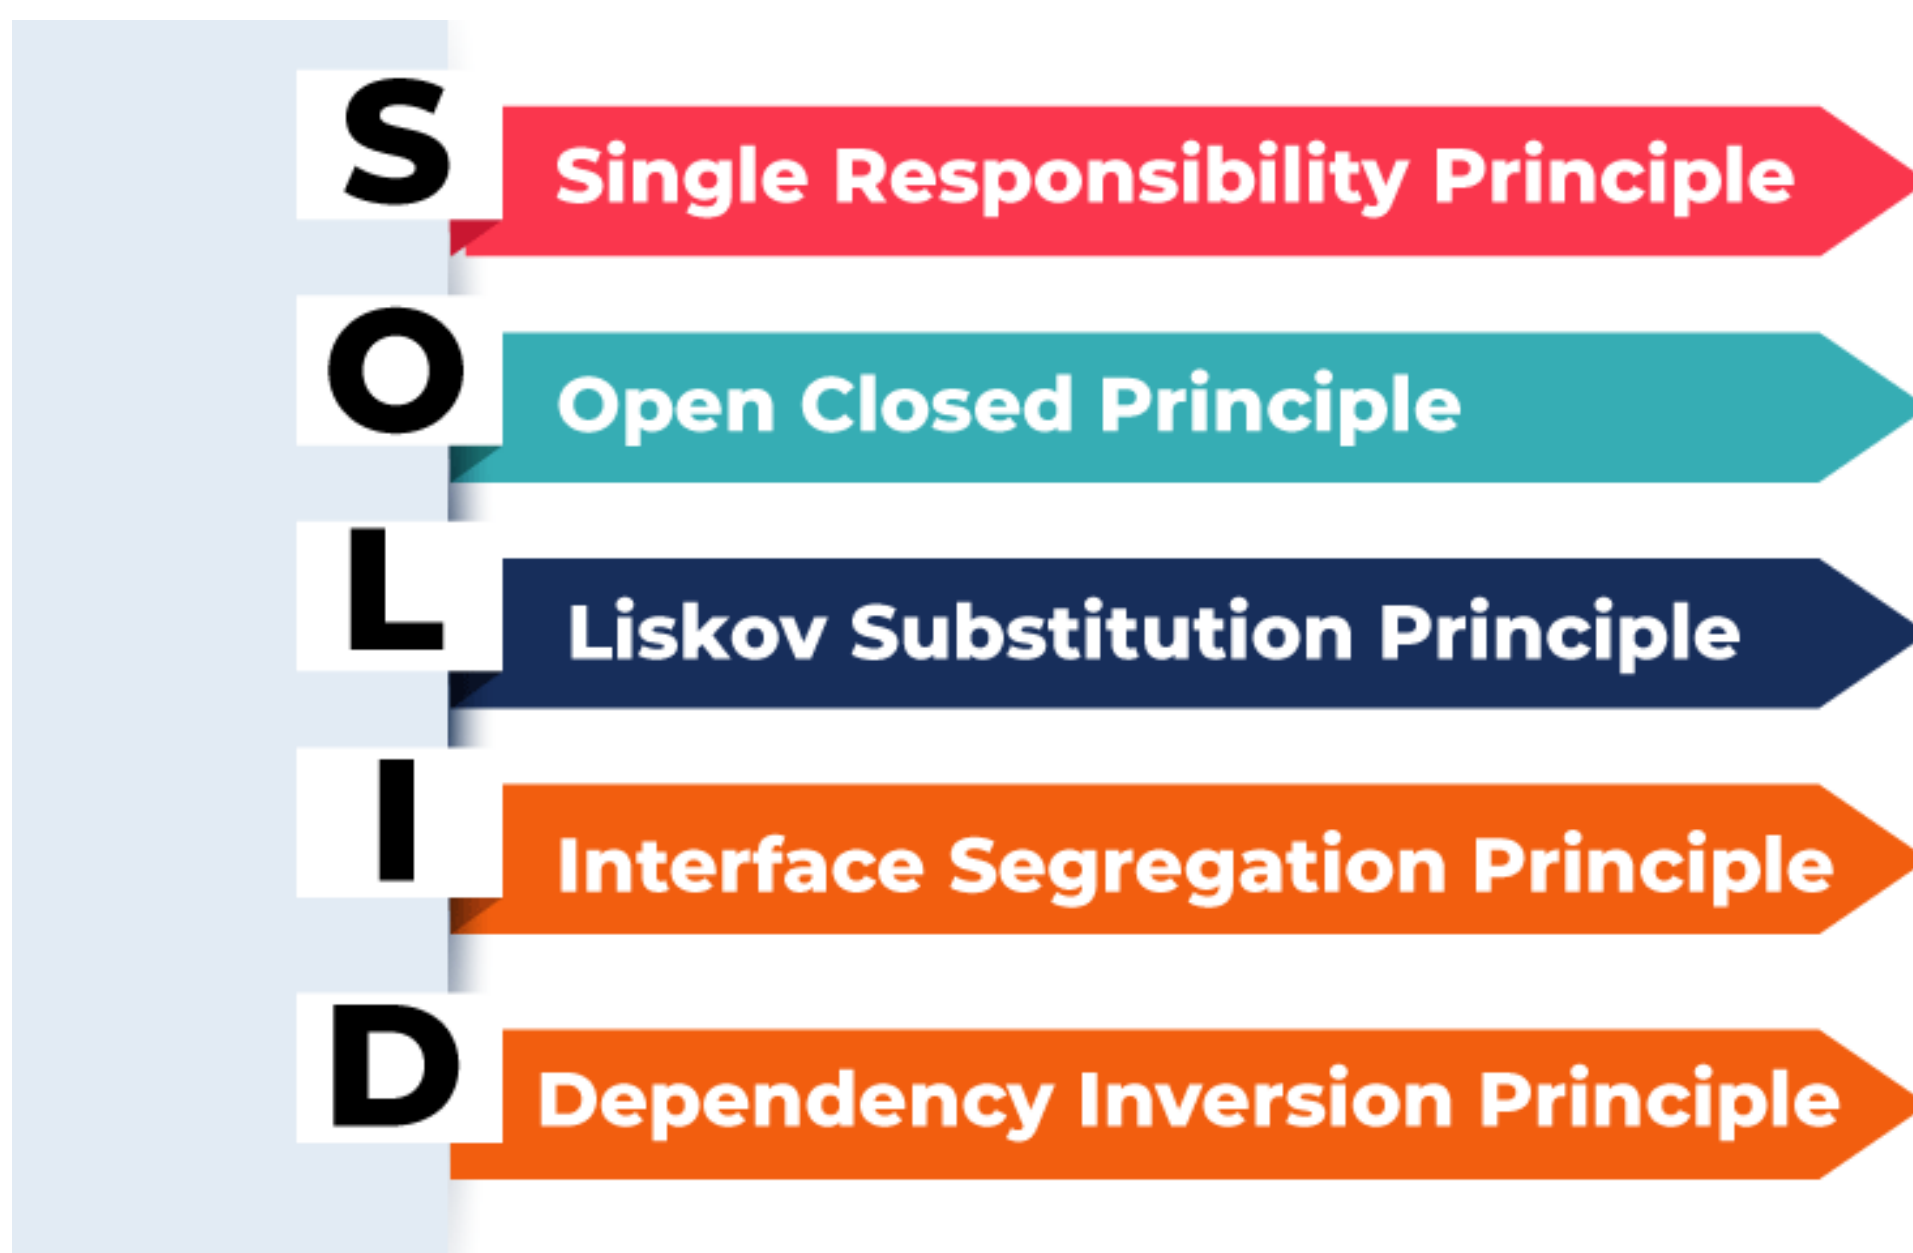 S
Single Responsibility Principle
O
Open Closed Principle
L
Liskov Substitution Principle
I
Interface Segregation Principle
D
Dependency Inversion Principle